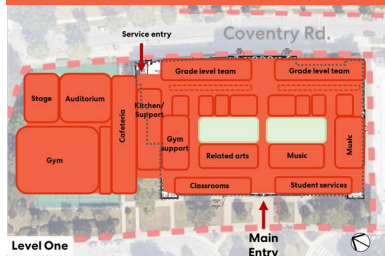 Service entry
Coventry Rd.
Grade level team
Grade level team
Stage
Auditorium
Cafeteria
Kitchen/
Support
Gym
Gym
support
Related arts
Music
Music
Classrooms
Student services
Level One
Main
Entry